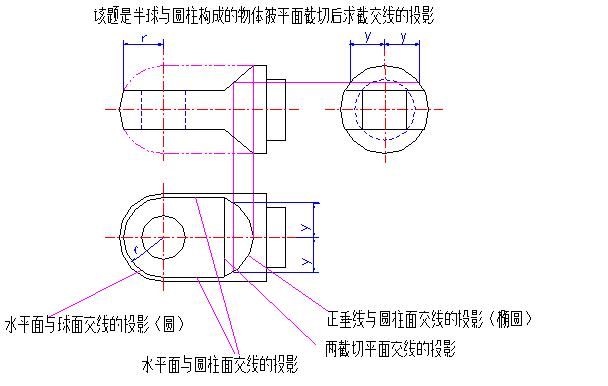 该题是半球与圆柱构成的物体被平面截切后求截交线的投影
r
y y
y
r
y
水平面与球面交线的投影(圆)
正垂线与圆柱面交线的投影(椭圆)
两截切平面交线的投影
水平面与圆柱面交线的投影